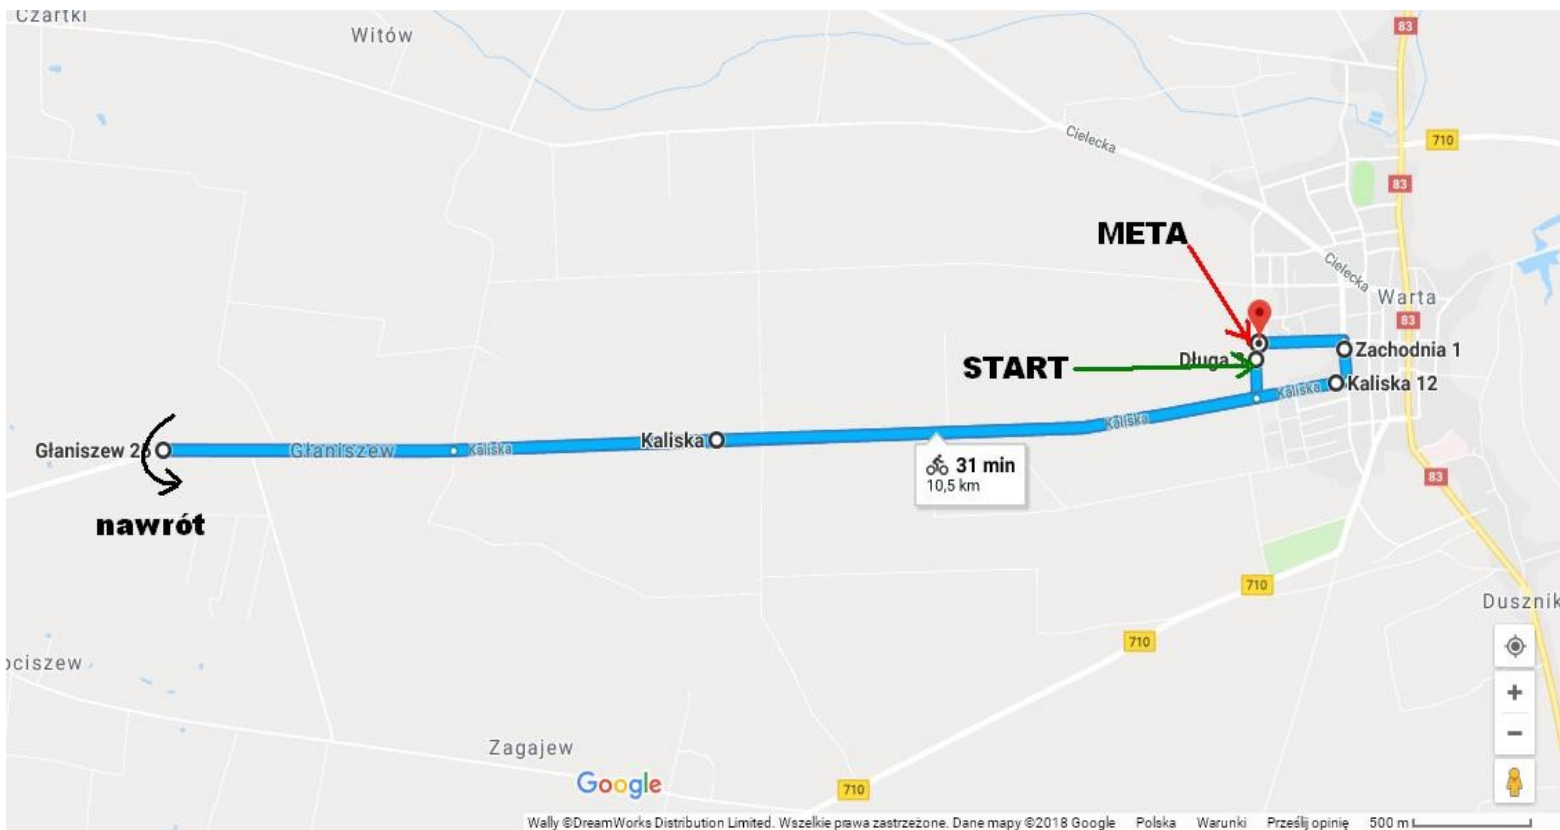 Czartki
Witów
83
Cielecka
710
83
META
Cielecka
Warta
83
START
Długa
Zachodnia 1
Kaliska
Kaliska 12
Kaliska
Głaniszew 25
Głaniszew
Kaliska
Kaliska
31 min
10,5 km
nawrót
83
710
Dusznik
710
ociszew
Zagajew
Google
710
Wally ©DreamWorks Distribution Limited. Wszelkie prawa zastrzeżone. Dane mapy ©2018 Google Polska Warunki Prześlij opinię 500 m